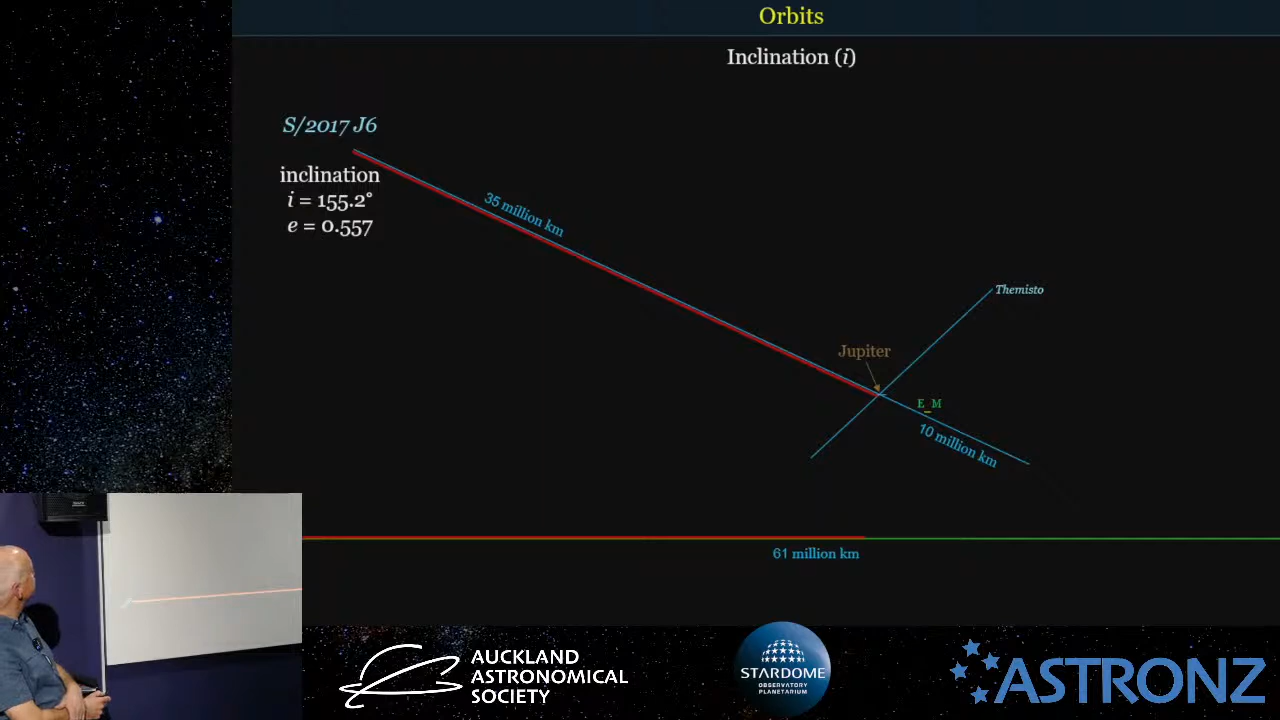 Orbits
Inclination (i)
S/2017 J6
inclination
i = 155.2°
e = 0.557
35 million km
Themisto
Jupiter
E_M
10 million km
61 million km
AUCKLAND
ASTRONOMICAL
SOCIETY
STARDOME
OBSERVATORY
PLANETARIUM
ASTRONZ